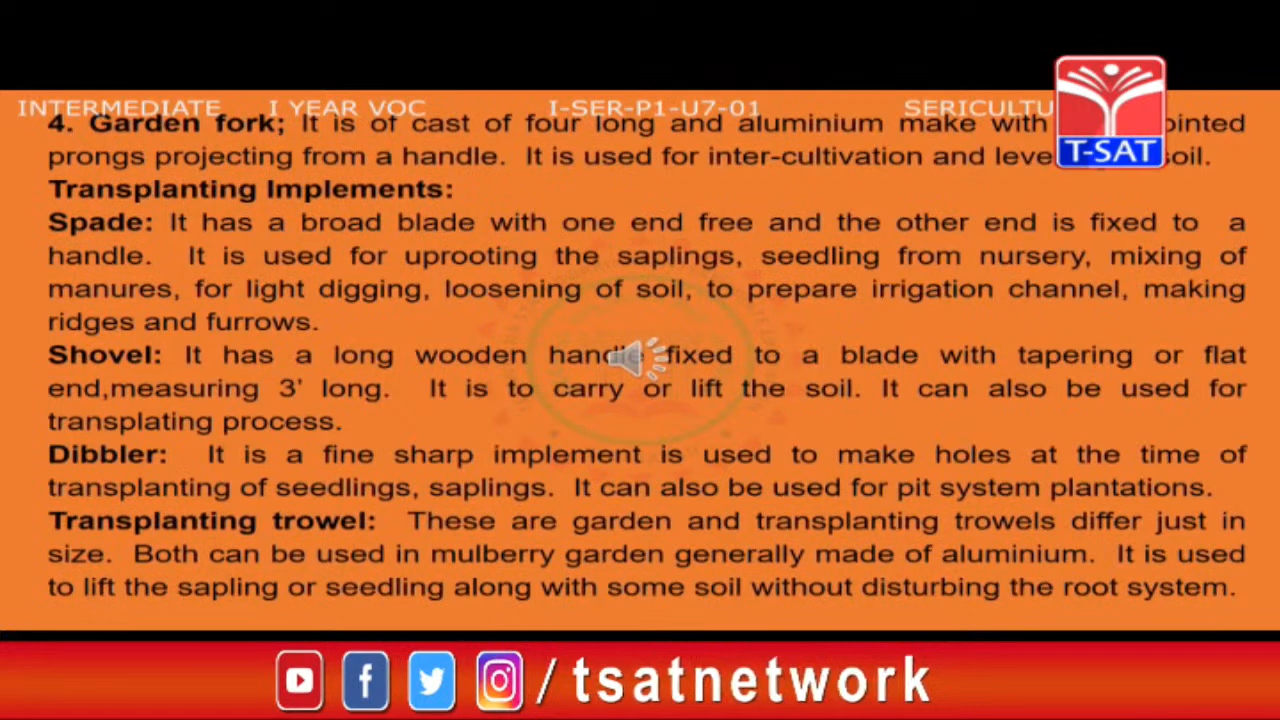 INTERMEDIATE I YEAR VOC I-SER-P1-U7-01 SERICULTU
T-SAT
4. Garden fork; It is of cast of four long and aluminium make with ointed
prongs projecting from a handle. It is used for inter-cultivation and leve soil.
Transplanting Implements:
Spade: It has a broad blade with one end free and the other end is fixed to a
handle. It is used for uprooting the saplings, seedling from nursery, mixing of
manures, for light digging, loosening of soil, to prepare irrigation channel, making
ridges and furrows.
Shovel: It has a long wooden handle fixed to a blade with tapering or flat
end,measuring 3' long. It is to carry or lift the soil. It can also be used for
transplating process.
Dibbler: It is a fine sharp implement is used to make holes at the time of
transplanting of seedlings, saplings. It can also be used for pit system plantations.
Transplanting trowel: These are garden and transplanting trowels differ just in
size. Both can be used in mulberry garden generally made of aluminium. It is used
to lift the sapling or seedling along with some soil without disturbing the root system.
/ tsatnetwork